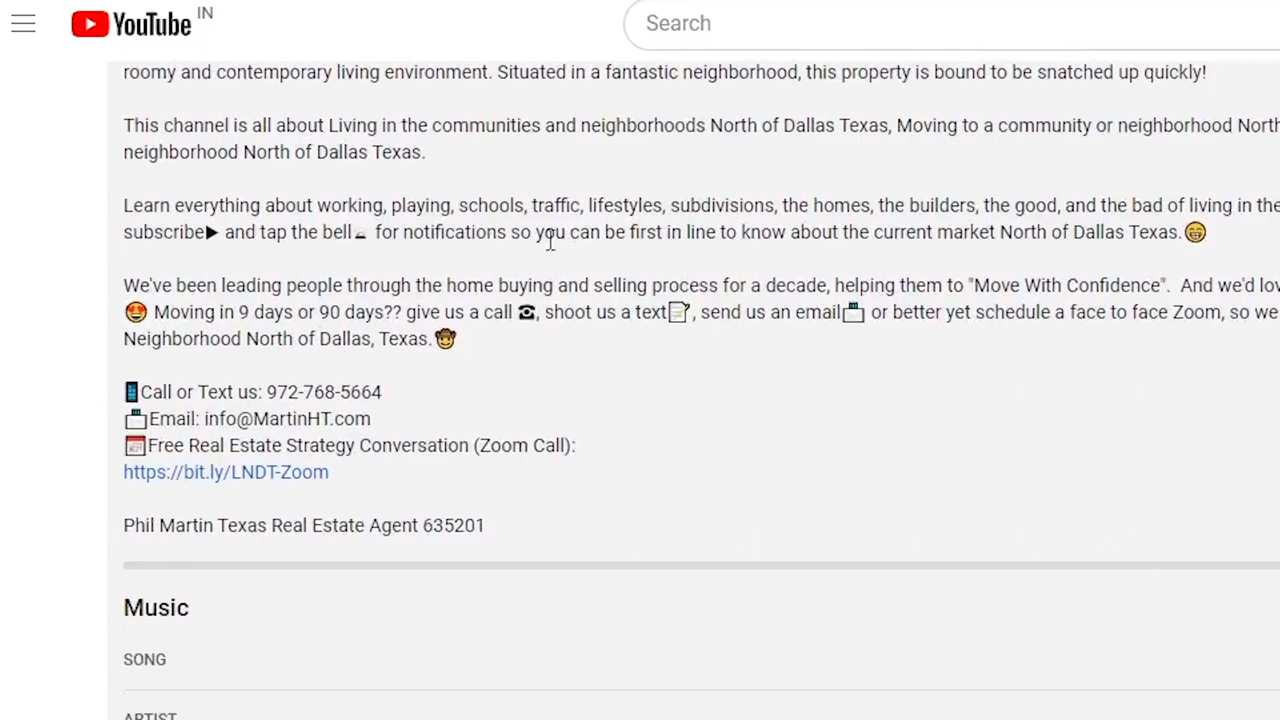 YouTube IN
Search
roomy and contemporary living environment. Situated in a fantastic neighborhood, this property is bound to be snatched up quickly!
This channel is all about Living in the communities and neighborhoods North of Dallas Texas, Moving to a community or neighborhood North
neighborhood North of Dallas Texas.
Learn everything about working, playing, schools, traffic, lifestyles, subdivisions, the homes, the builders, the good, and the bad of living in the
subscribe▶ and tap the bell🛎 for notifications so you can be first in line to know about the current market North of Dallas Texas.😁
We've been leading people through the home buying and selling process for a decade, helping them to "Move With Confidence".  And we'd
😍 Moving in 9 days or 90 days?? give us a call ☎, shoot us a text📝, send us an email📩 or better yet schedule a face to face Zoom, so we
Neighborhood North of Dallas, Texas.🤠
📱Call or Text us: 972-768-5664
📩Email: info@MartinHT.com
📅Free Real Estate Strategy Conversation (Zoom Call):
https://bit.ly/LNDT-Zoom
Phil Martin Texas Real Estate Agent 635201
Music
SONG
ARTIST